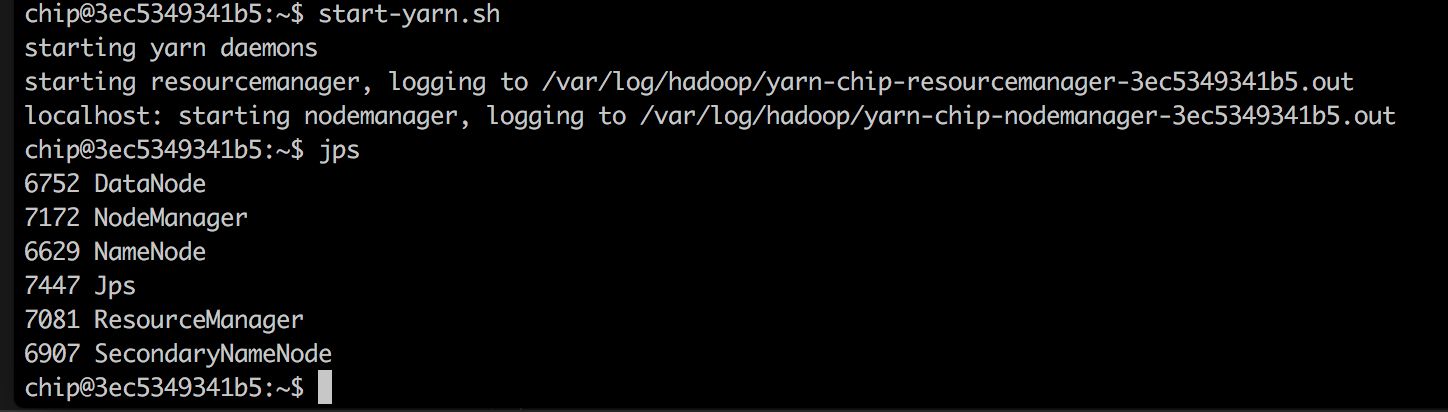 chip@3ec5349341b5:~$ start-yarn.sh
starting yarn daemons
starting resourcemanager, logging to /var/log/hadoop/yarn-chip-resourcemanager-3ec5349341b5.out
localhost: starting nodemanager, logging to /var/log/hadoop/yarn-chip-nodemanager-3ec5349341b5.out
chip@3ec5349341b5:~$ jps
6752 DataNode
7172 NodeManager
6629 NameNode
7447 Jps
7081 ResourceManager
6907 SecondaryNameNode
chip@3ec5349341b5:~$